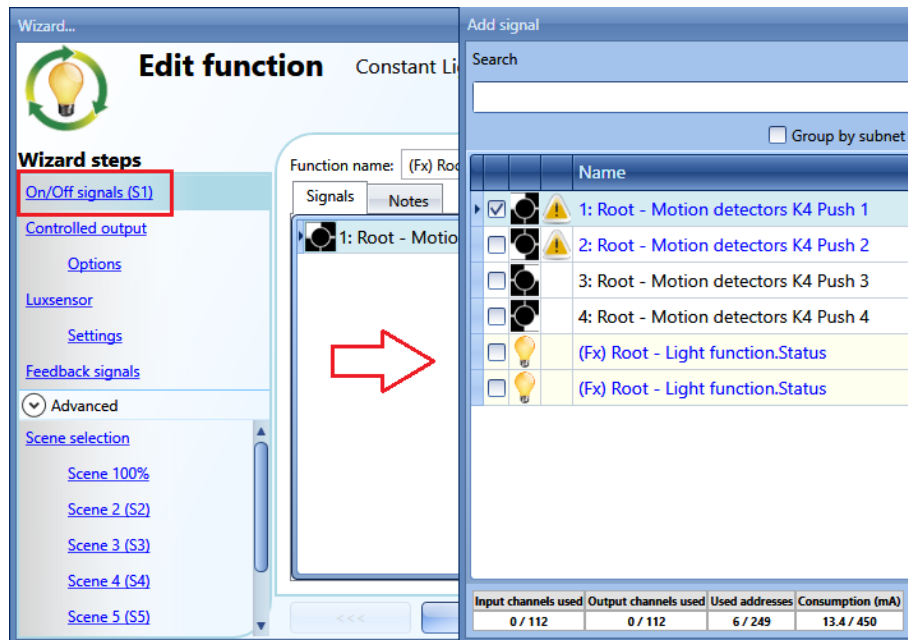 Wizard...
Edit function Constant Li
Wizard steps
On/Off signals (S1)
Controlled output
Options
Luxsensor
Settings
Feedback signals
Advanced
Scene selection
Scene 100%
Scene 2 (S2)
Scene 3 (S3)
Scene 4 (S4)
Scene 5 (S5)
Function name: (Fx) Roo
Signals Notes
1: Root - Motio
<<<
Add signal
Search
Group by subnet
Name
1: Root - Motion detectors K4 Push 1
2: Root - Motion detectors K4 Push 2
3: Root - Motion detectors K4 Push 3
4: Root - Motion detectors K4 Push 4
(Fx) Root - Light function.Status
(Fx) Root - Light function.Status
Input channels used Output channels used Used addresses Consumption (mA)
0 / 112 0 / 112 6 / 249 13.4 / 450